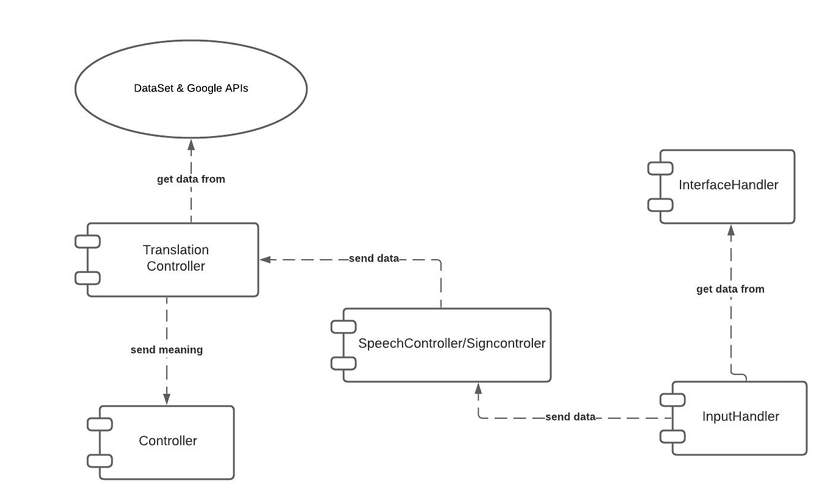 DataSet & Google APIs
get data from
InterfaceHandler
Translation
Controller
send data
get data from
SpeechController/Signcontroler
send meaning
InputHandler
send data
Controller